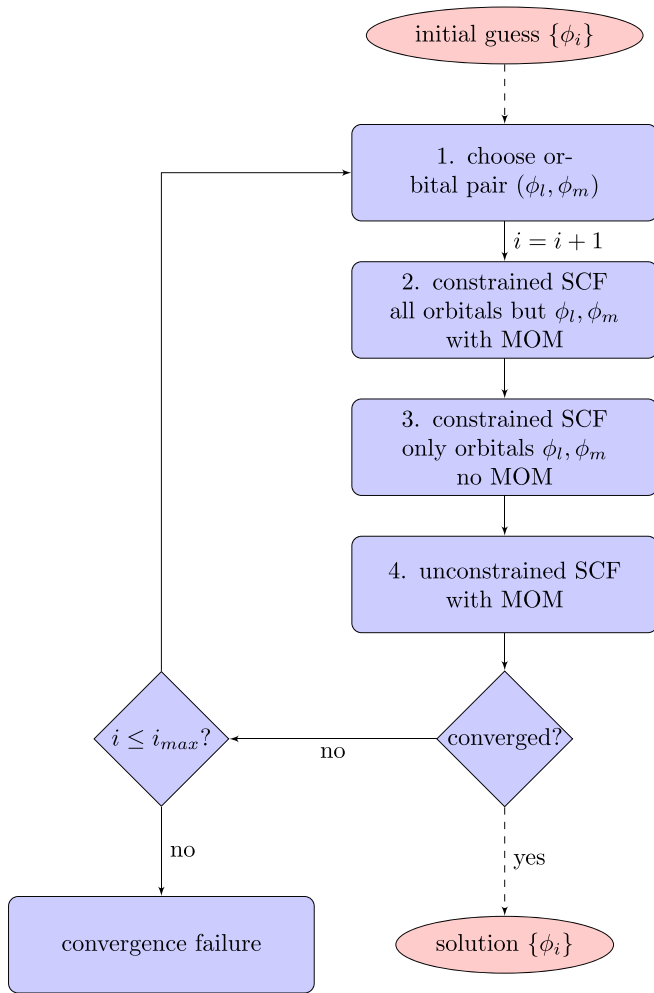 initial guess {ϕ_i}
1. choose or-
bital pair (ϕ_l, ϕ_m)
i = i + 1
2. constrained SCF
all orbitals but ϕ_l, ϕ_m
with MOM
3. constrained SCF
only orbitals ϕ_l, ϕ_m
no MOM
4. unconstrained SCF
with MOM
i ≤ i_{max}?
converged?
no
no
yes
convergence failure
solution {ϕ_i}